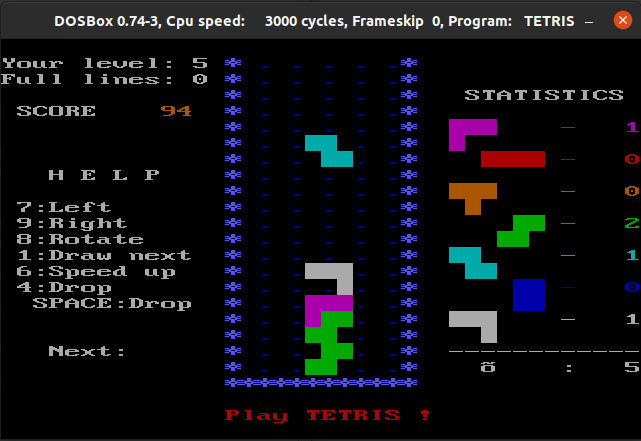 DOSBox 0.74-3, Cpu speed: 3000 cycles, Frameskip 0, Program: TETRIS
Your level: 5
Full lines: 0
SCORE 94
H E L P
7:Left
9:Right
8:Rotate
1:Draw next
6:Speed up
4:Drop
SPACE:Drop
Next:
STATISTICS
— 1
— 0
— 0
— 2
— 1
— 0
— 1
————————————
õ : 5
Play TETRIS !